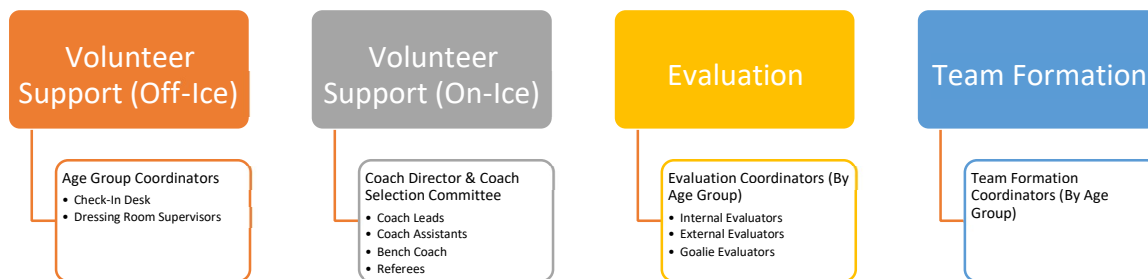 Volunteer
Support (Off-Ice)
Age Group Coordinators
• Check-In Desk
• Dressing Room Supervisors
Volunteer
Support (On-Ice)
Coach Director & Coach
Selection Committee
• Coach Leads
• Coach Assistants
• Bench Coach
• Referees
Evaluation
Evaluation Coordinators (By
Age Group)
• Internal Evaluators
• External Evaluators
• Goalie Evaluators
Team Formation
Team Formation
Coordinators (By Age
Group)